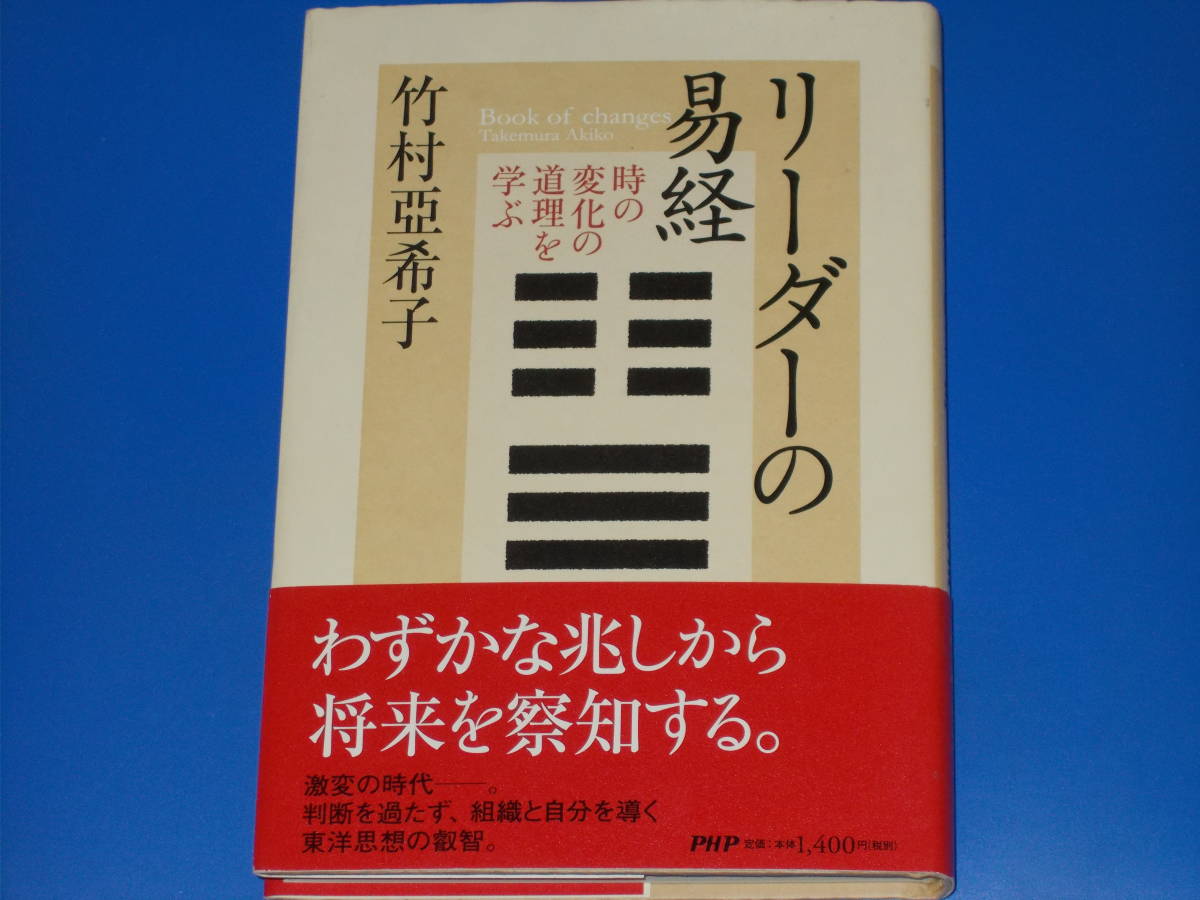 リーダーの
易経
Book of changes
Takemura Akiko
時の
変化の
道理を
学ぶ
竹村亞希子
わずかな兆しから
将来を察知する。
激変の時代――。
判断を過たず、組織と自分を導く
東洋思想の叡智。
PHP 定価:本体1,400円(税別)